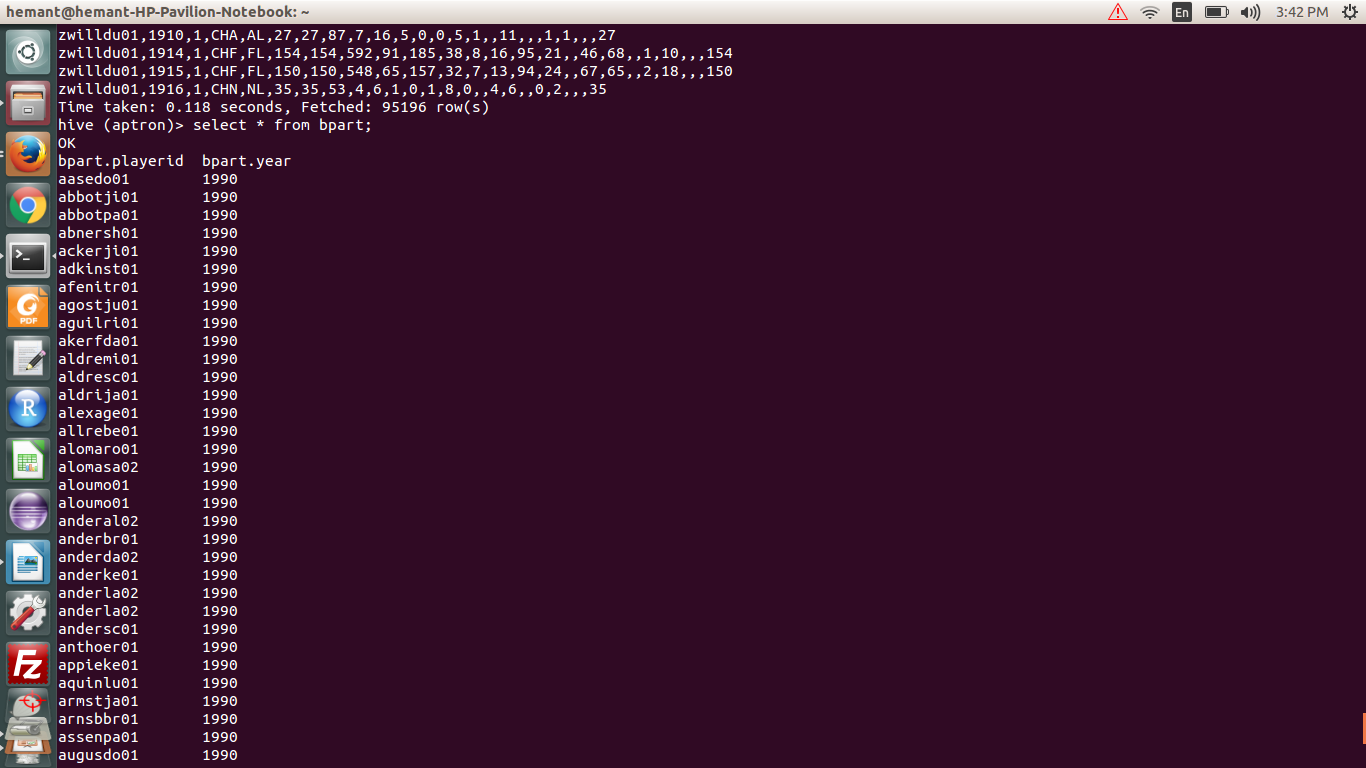 hemant@hemant-HP-Pavilion-Notebook: ~
En
3:42 PM
zwilldu01,1910,1,CHA,AL,27,27,87,7,16,5,0,0,5,1,,11,,,1,1,,,27
zwilldu01,1914,1,CHF,FL,154,154,592,91,185,38,8,16,95,21,,46,68,,1,10,,,154
zwilldu01,1915,1,CHF,FL,150,150,548,65,157,32,7,13,94,24,,67,65,,2,18,,,150
zwilldu01,1916,1,CHN,NL,35,35,53,4,6,1,0,1,8,0,,4,6,,0,2,,,35
Time taken: 0.118 seconds, Fetched: 95196 row(s)
hive (aptron)> select * from bpart;
OK
bpart.playerid  bpart.year
aasedo01        1990
abbotji01       1990
abbotpa01       1990
abnersh01       1990
ackerji01       1990
adkinst01       1990
afenitr01       1990
agostju01       1990
aguilri01       1990
akerfda01       1990
aldremi01       1990
aldresc01       1990
aldrija01       1990
alexage01       1990
allrebe01       1990
alomaro01       1990
alomasa02       1990
aloumo01        1990
aloumo01        1990
anderal02       1990
anderbr01       1990
anderda02       1990
anderke01       1990
anderla02       1990
anderla02       1990
andersc01       1990
anthoer01       1990
appieke01       1990
aquinlu01       1990
armstja01       1990
arnsbbr01       1990
assenpa01       1990
augusdo01       1990
PDF
R
Fz